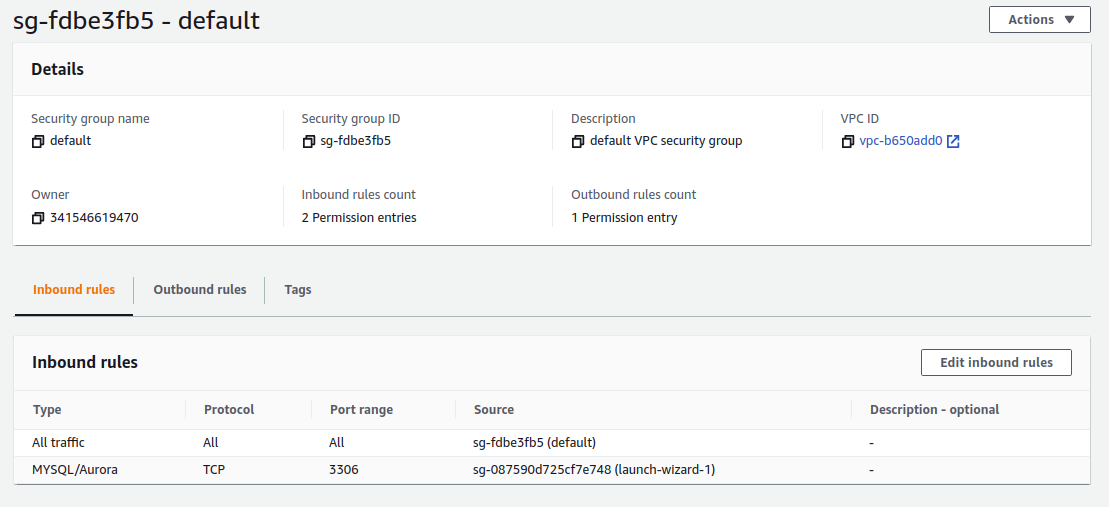 sg-fdbe3fb5 - default
Actions
Details
Security group name
Security group ID
Description
VPC ID
default
sg-fdbe3fb5
default VPC security group
vpc-b650add0
Owner
Inbound rules count
Outbound rules count
341546619470
2 Permission entries
1 Permission entry
Inbound rules
Outbound rules
Tags
Inbound rules
Edit inbound rules
Type
Protocol
Port range
Source
Description - optional
All traffic
All
All
sg-fdbe3fb5 (default)
-
MYSQL/Aurora
TCP
3306
sg-087590d725cf7e748 (launch-wizard-1)
-